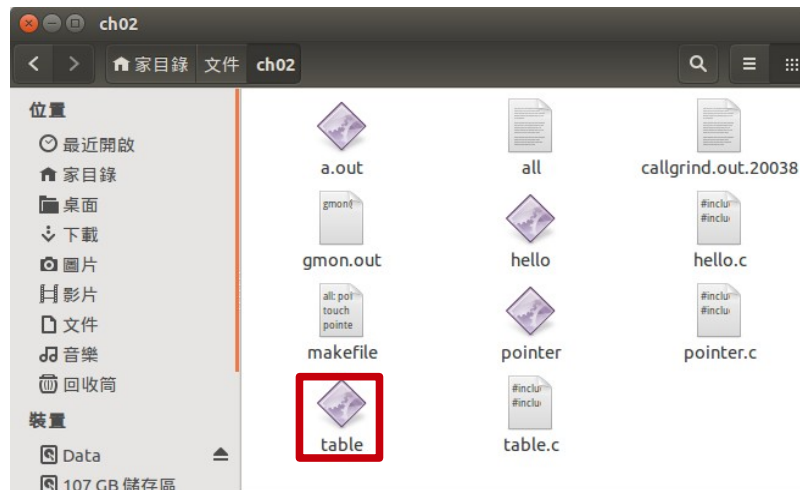 ch02
家目錄 文件 ch02
位置
最近開啟
家目錄
桌面
下載
圖片
影片
文件
音樂
回收筒
裝置
Data
107 GB 儲存區
a.out
all
callgrind.out.20038
gmon
gmon.out
hello
#inclu
#inclu
hello.c
all: poi
touch
pointe
makefile
pointer
#inclu
#inclu
pointer.c
table
#inclu
#inclu
table.c